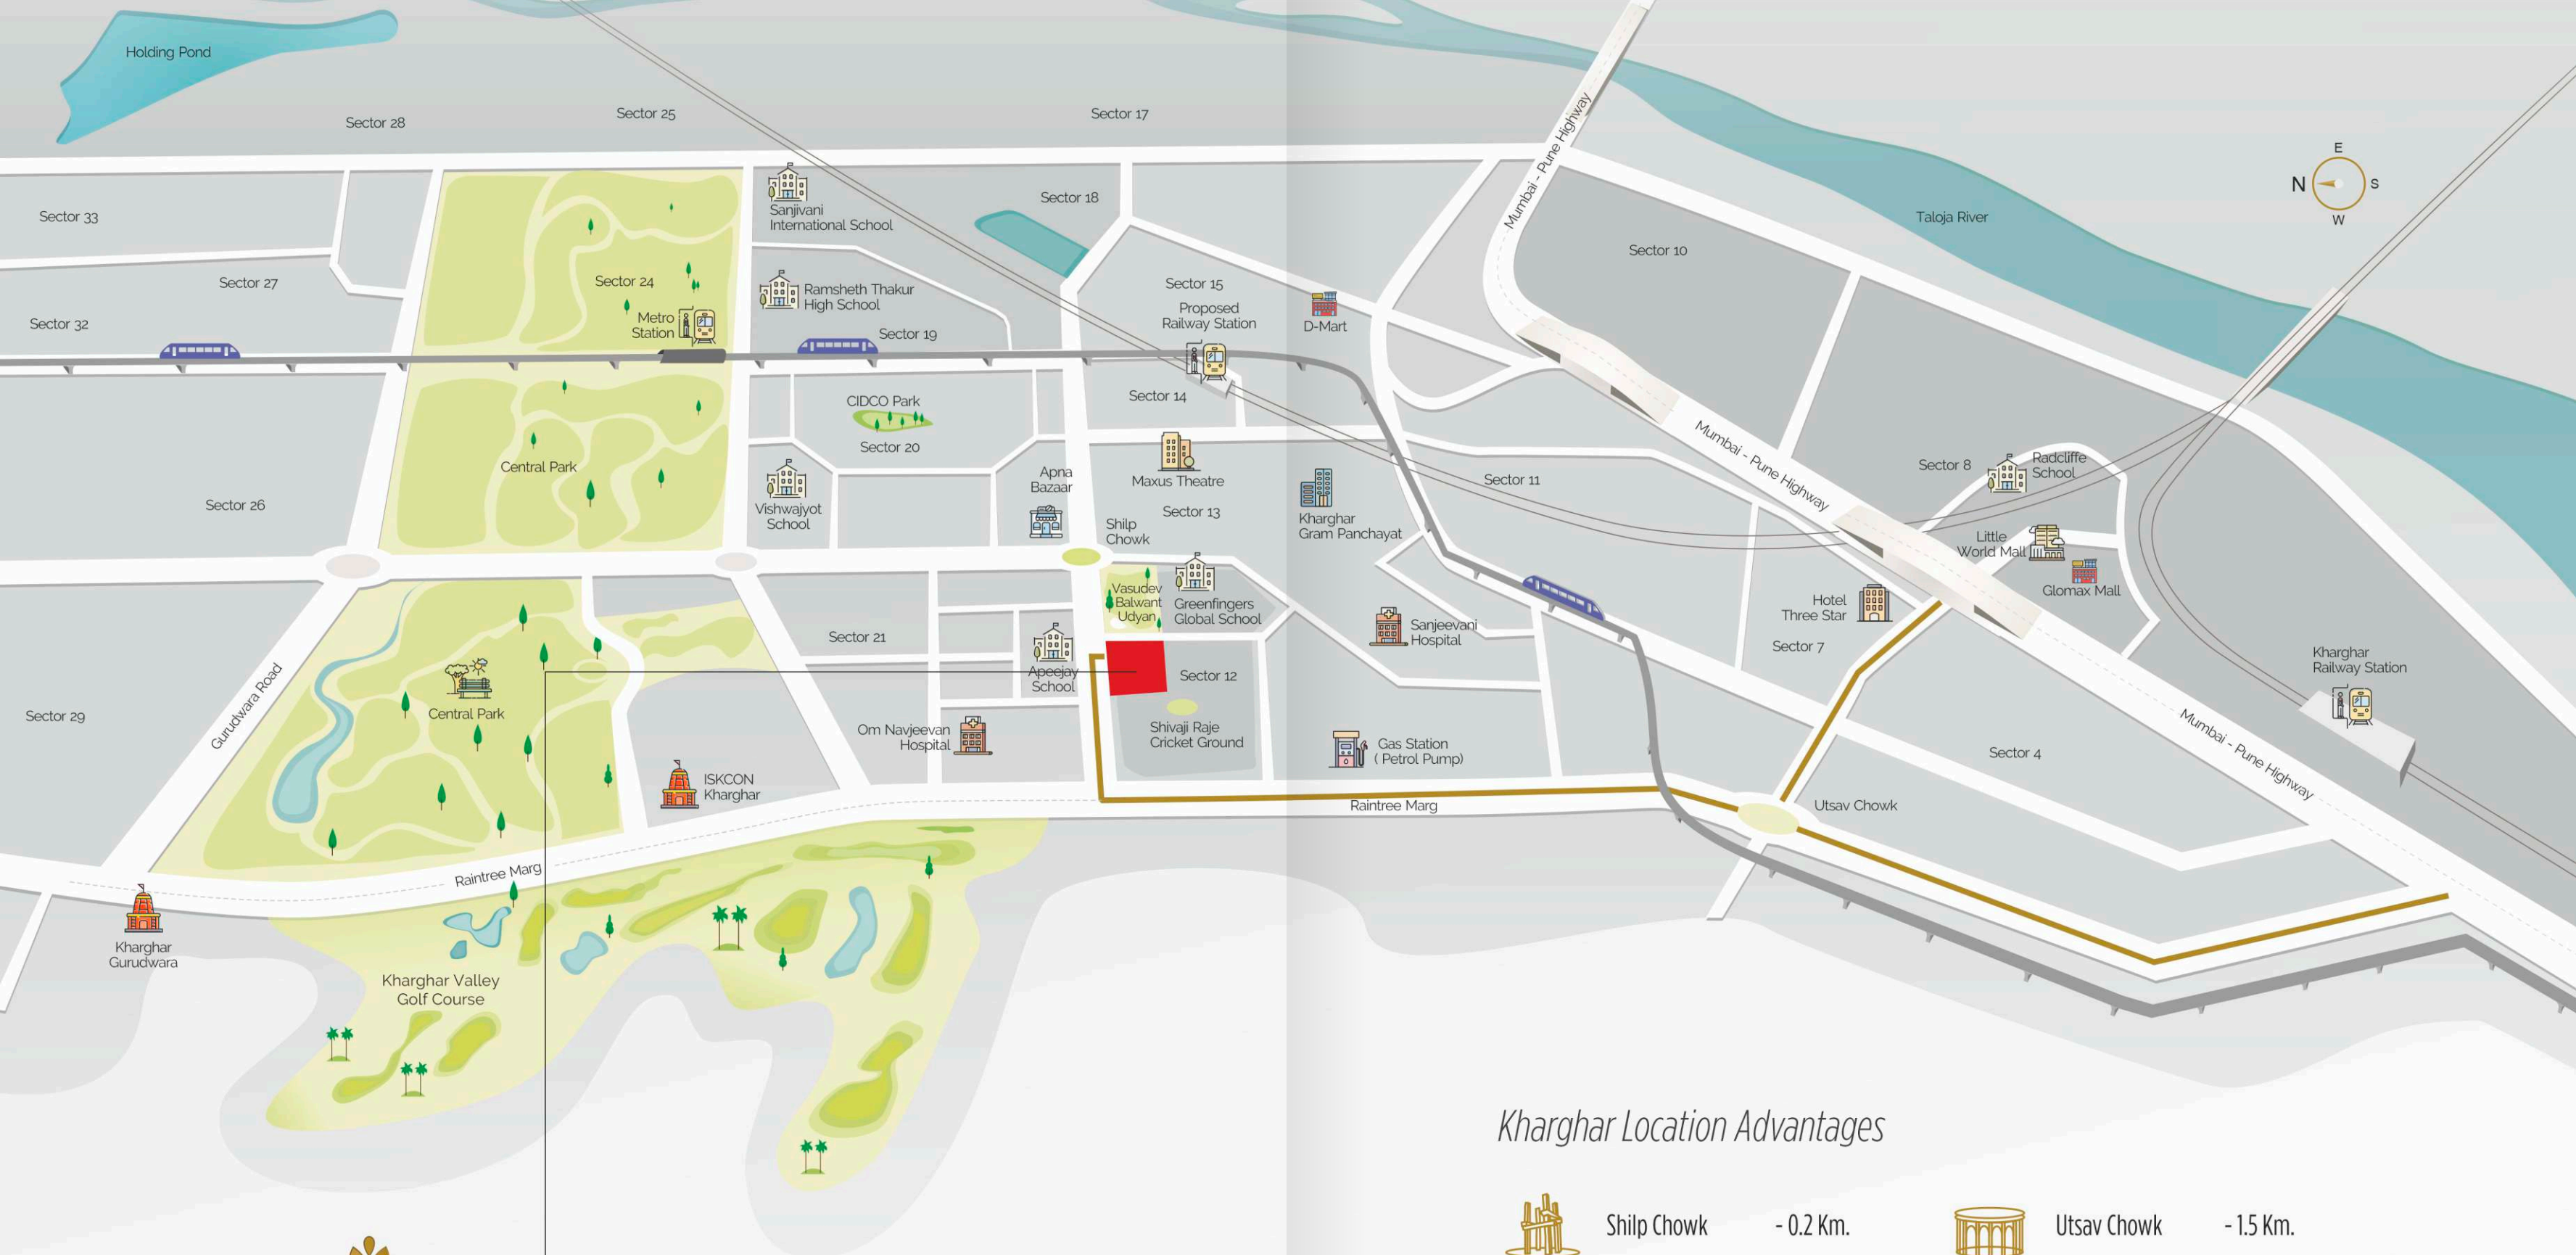 Holding Pond
Sector 28
Sector 25
Sector 17
Mumbai - Pune Highway
E
N
S
W
Sector 33
Sanjivani
International School
Sector 18
Sector 10
Taloja River
Sector 27
Sector 24
Ramsheth Thakur
High School
Sector 15
Proposed
Railway Station
D-Mart
Sector 32
Metro
Station
Sector 19
CIDCO Park
Sector 14
Sector 20
Mumbai - Pune Highway
Central Park
Apna
Bazaar
Maxus Theatre
Sector 11
Sector 8
Radcliffe
School
Sector 26
Vishwajyot
School
Shilp
Chowk
Sector 13
Kharghar
Gram Panchayat
Little
World Mall
Glomax Mall
Vasudev
Balwant
Udyan
Greenfingers
Global School
Hotel
Three Star
Sector 21
Sanjeevani
Hospital
Sector 7
Kharghar
Railway Station
Gurudwara Road
Apeejay
School
Sector 12
Sector 29
Central Park
Om Navjeevan
Hospital
Shivaji Raje
Cricket Ground
Gas Station
( Petrol Pump)
Sector 4
Mumbai - Pune Highway
ISKCON
Kharghar
Raintree Marg
Utsav Chowk
Raintree Marg
Kharghar
Gurudwara
Kharghar Valley
Golf Course
Kharghar Location Advantages
Shilp Chowk - 0.2 Km.
Utsav Chowk - 1.5 Km.